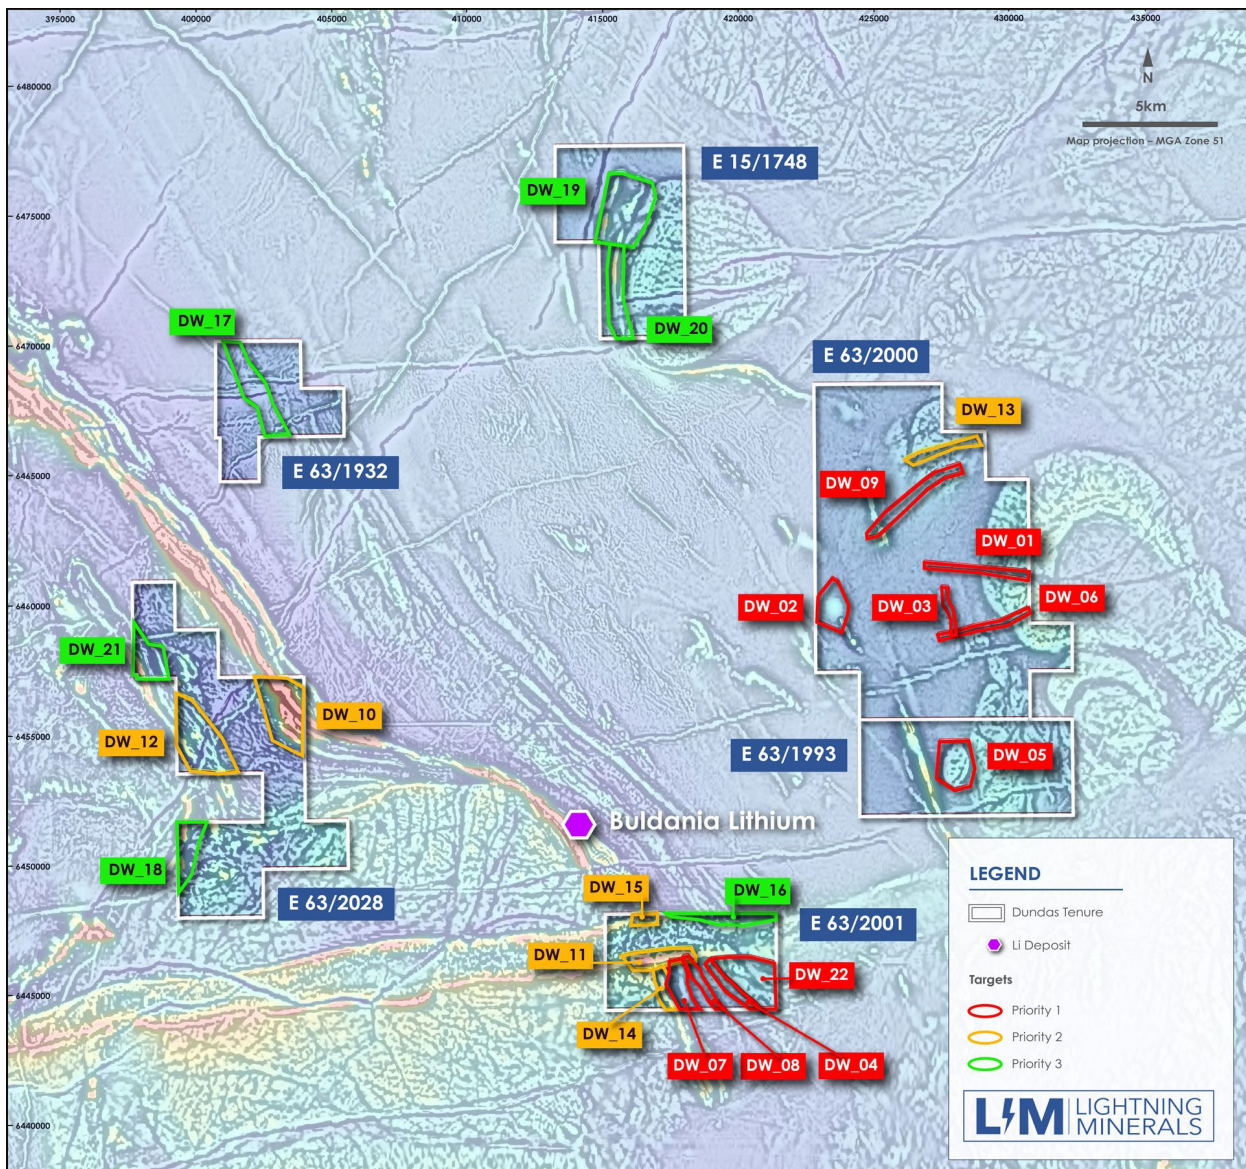 395000
400000
405000
410000
415000
420000
425000
430000
435000
6480000
6475000
6470000
6465000
6460000
6455000
6450000
6445000
6440000
N
5km
Map projection – MGA Zone 51
E 15/1748
DW_19
DW_20
DW_17
E 63/1932
E 63/2000
DW_13
DW_09
DW_01
DW_02
DW_03
DW_06
DW_21
DW_10
DW_12
E 63/1993
DW_05
Buldania Lithium
DW_18
E 63/2028
DW_15
DW_16
E 63/2001
DW_11
DW_22
DW_14
DW_07
DW_08
DW_04
LEGEND
Dundas Tenure
Li Deposit
Targets
Priority 1
Priority 2
Priority 3
LM LIGHTNING
MINERALS